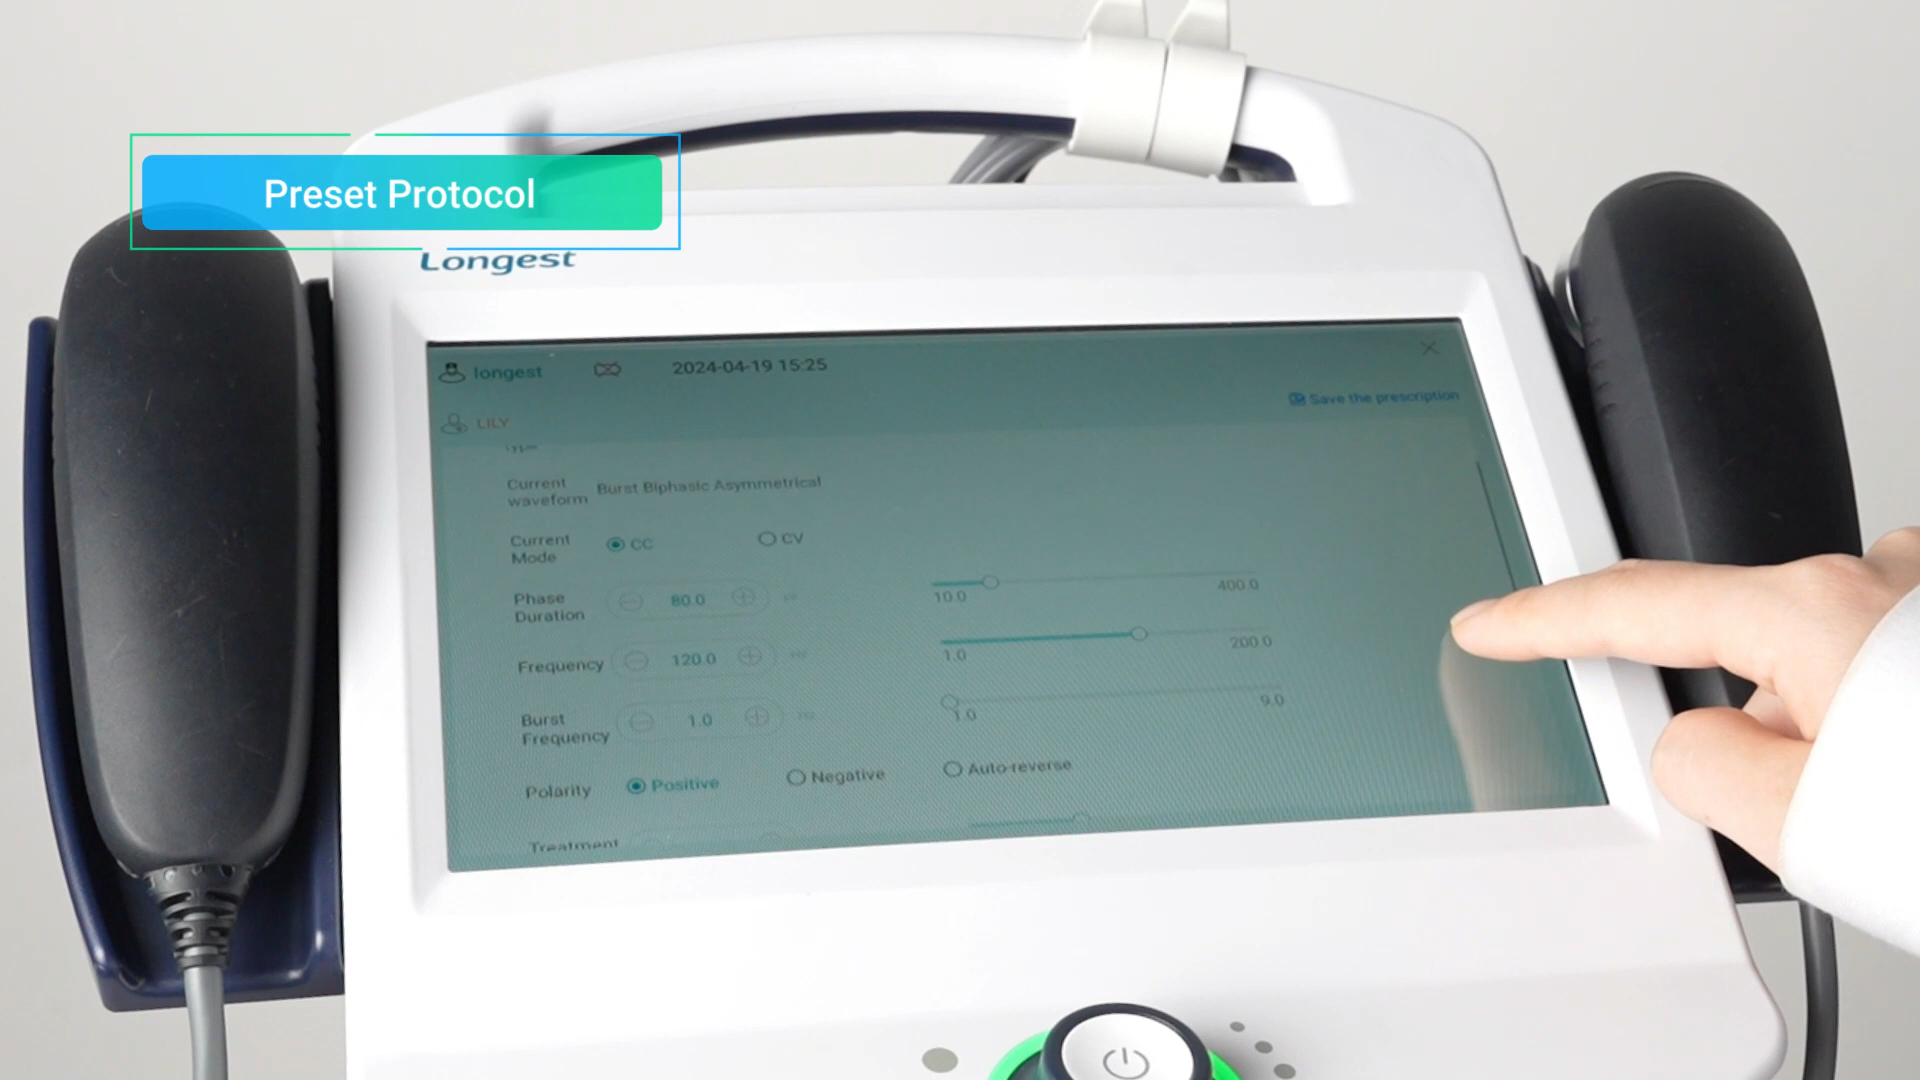 Preset Protocol
Longest
longest 2024-04-19 15:25
Save the prescription
LILY
Current waveform Burst Biphasic Asymmetrical
Current Mode CC CV
Phase Duration 80.0 10.0 400.0
Frequency 120.0 1.0 200.0
Burst Frequency 1.0 1.0 9.0
Polarity Positive Negative Auto-reverse
Treatment